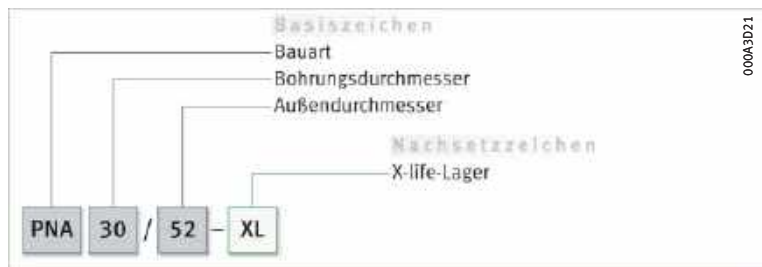 Basiszeichen
Bauart
Bohrungsdurchmesser
Außendurchmesser
Nachsetzzeichen
X-life-Lager
PNA 30 / 52 – XL
000A3D21